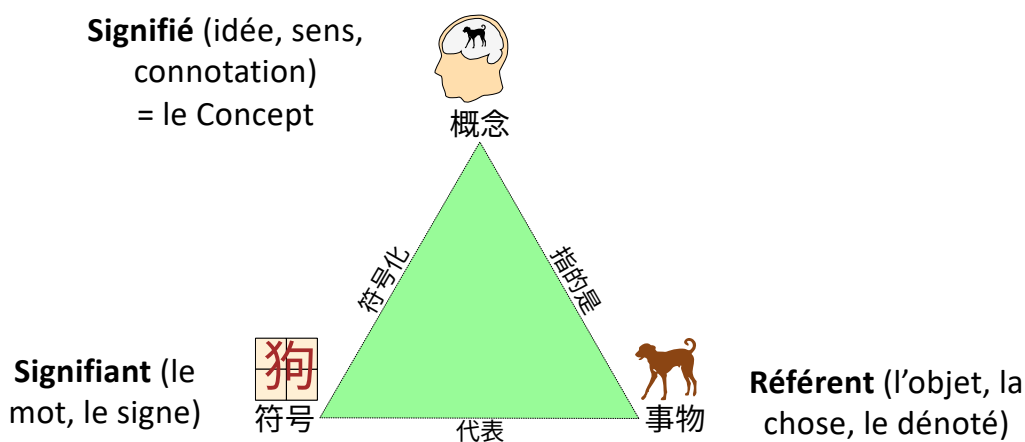 Signifié (idée, sens,
connotation)
= le Concept
概念
符号化
指的是
狗
Signifiant (le
mot, le signe)
符号
代表
事物
Référent (l’objet, la
chose, le dénoté)